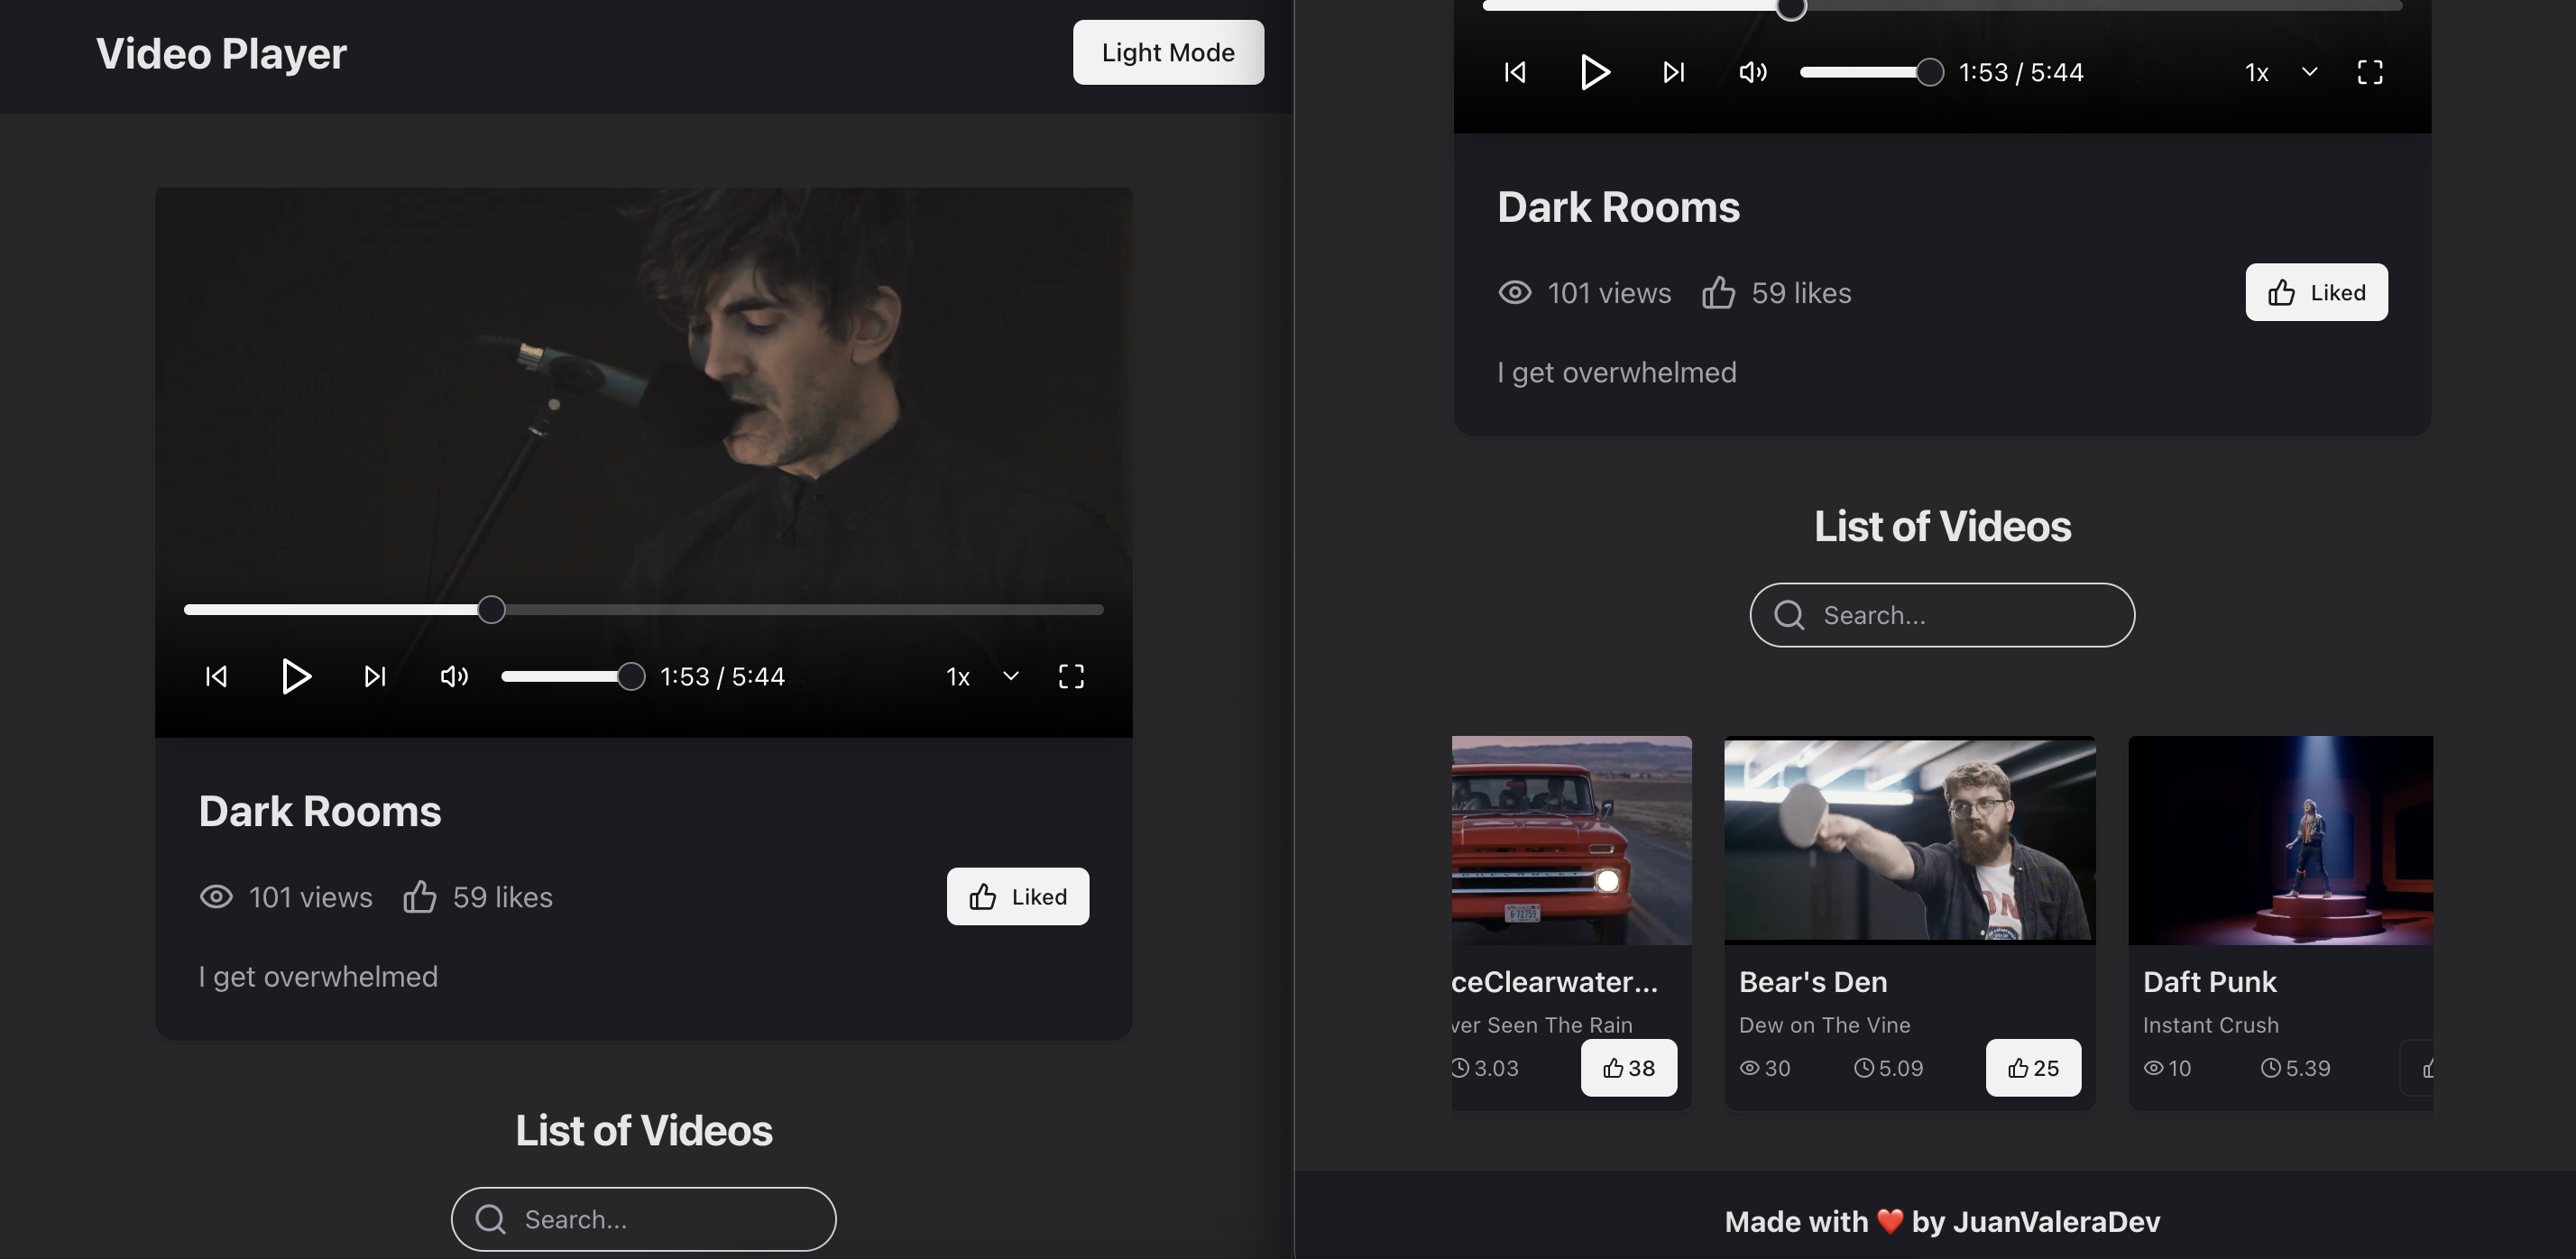 Video Player
Light Mode
1:53 / 5:44
1x
Dark Rooms
101 views
59 likes
Liked
I get overwhelmed
List of Videos
Search...
1:53 / 5:44
1x
Dark Rooms
101 views
59 likes
Liked
I get overwhelmed
List of Videos
Search...
ceClearwater...
ver Seen The Rain
3.03
38
Bear's Den
Dew on The Vine
30
5.09
25
Daft Punk
Instant Crush
10
5.39
Made with ❤️ by JuanValeraDev